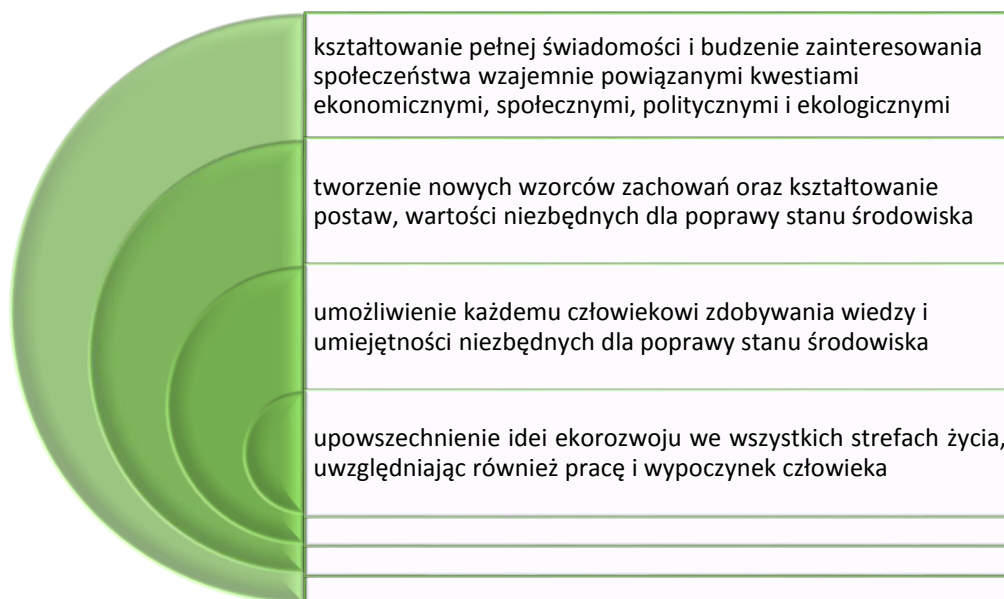 kształtowanie pełnej świadomości i budzenie zainteresowania
społeczeństwa wzajemnie powiązanymi kwestiami
ekonomicznymi, społecznymi, politycznymi i ekologicznymi
tworzenie nowych wzorców zachowań oraz kształtowanie
postaw, wartości niezbędnych dla poprawy stanu środowiska
umożliwienie każdemu człowiekowi zdobywania wiedzy i
umiejętności niezbędnych dla poprawy stanu środowiska
upowszechnienie idei ekorozwoju we wszystkich strefach życia,
uwzględniając również pracę i wypoczynek człowieka